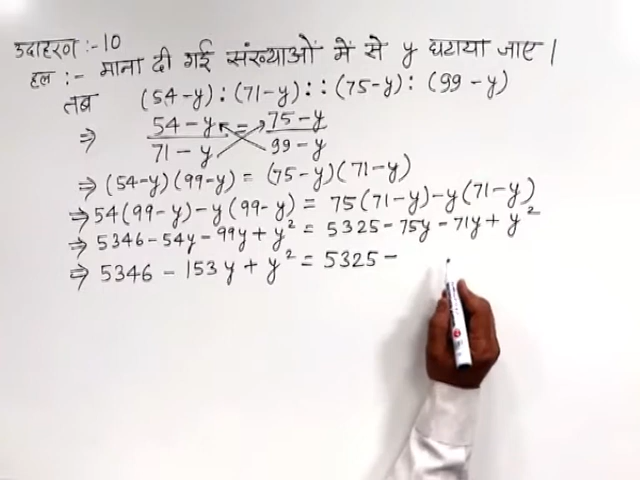 उदाहरण :- 10
हल :- माना दी गई संख्याओं में से y घटाया जाए।
तब (54-y) : (71-y) : : (75-y) : (99-y)
⇒ 54-y/71-y = 75-y/99-y
⇒ (54-y)(99-y) = (75-y)(71-y)
⇒ 54(99-y)-y(99-y) = 75(71-y)-y(71-y)
⇒ 5346-54y-99y+y² = 5325-75y-71y+y²
⇒ 5346-153y+y² = 5325-